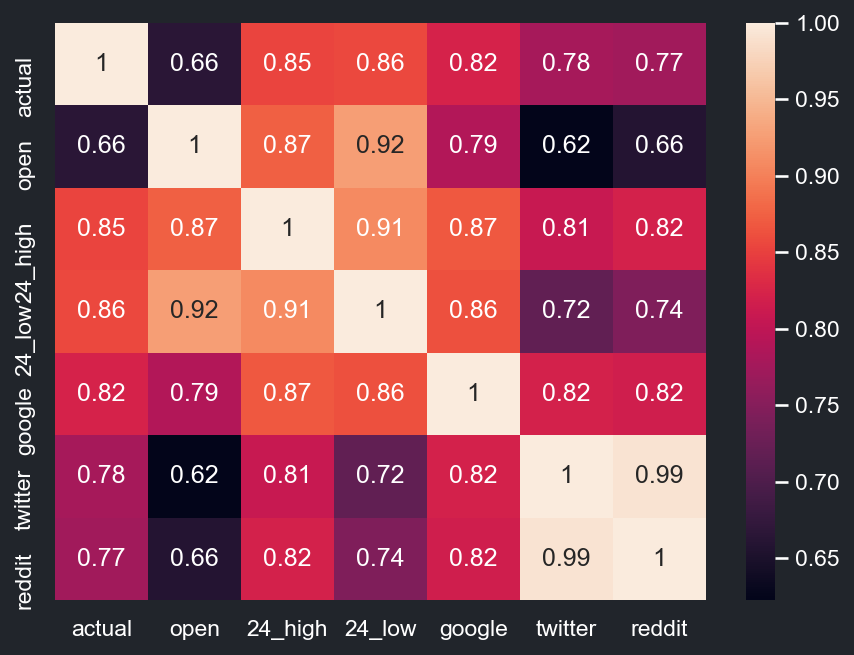 actual 1 0.66 0.85 0.86 0.82 0.78 0.77
open 0.66 1 0.87 0.92 0.79 0.62 0.66
24_high 0.85 0.87 1 0.91 0.87 0.81 0.82
24_low 0.86 0.92 0.91 1 0.86 0.72 0.74
google 0.82 0.79 0.87 0.86 1 0.82 0.82
twitter 0.78 0.62 0.81 0.72 0.82 1 0.99
reddit 0.77 0.66 0.82 0.74 0.82 0.99 1
actual open 24_high 24_low google twitter reddit
1.00
0.95
0.90
0.85
0.80
0.75
0.70
0.65